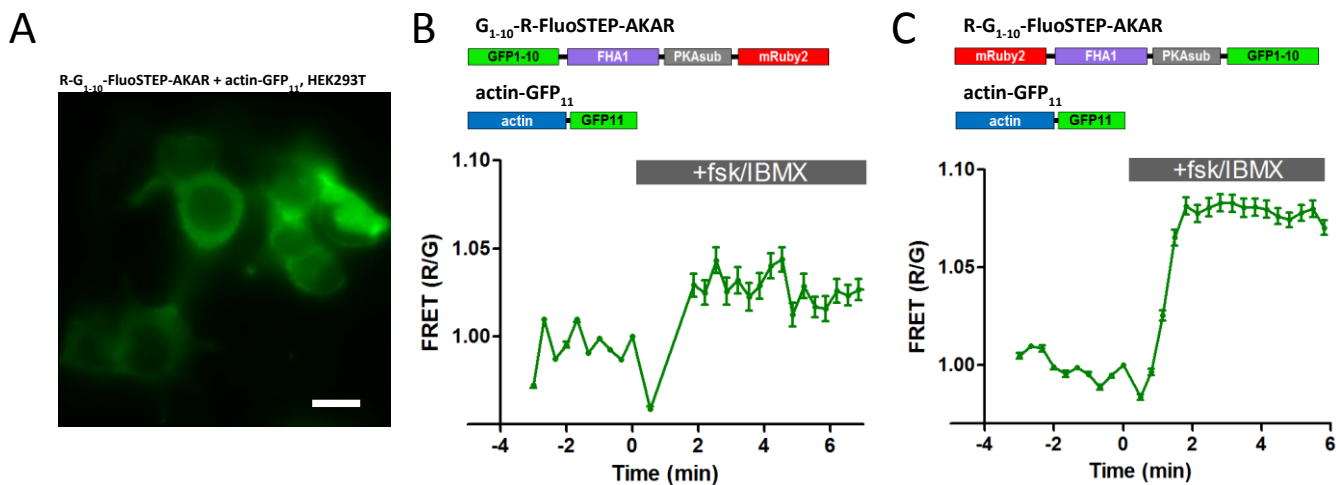 A
R-G1-10-FluoSTEP-AKAR + actin-GFP11, HEK293T
B
G1-10-R-FluoSTEP-AKAR
GFP1-10 FHA1 PKAsub mRuby2
actin-GFP11
actin GFP11
+fsk/IBMX
1.10
1.05
1.00
FRET (R/G)
-4 -2 0 2 4 6
Time (min)
C
R-G1-10-FluoSTEP-AKAR
mRuby2 FHA1 PKAsub GFP1-10
actin-GFP11
actin GFP11
+fsk/IBMX
1.10
1.05
1.00
FRET (R/G)
-4 -2 0 2 4 6
Time (min)